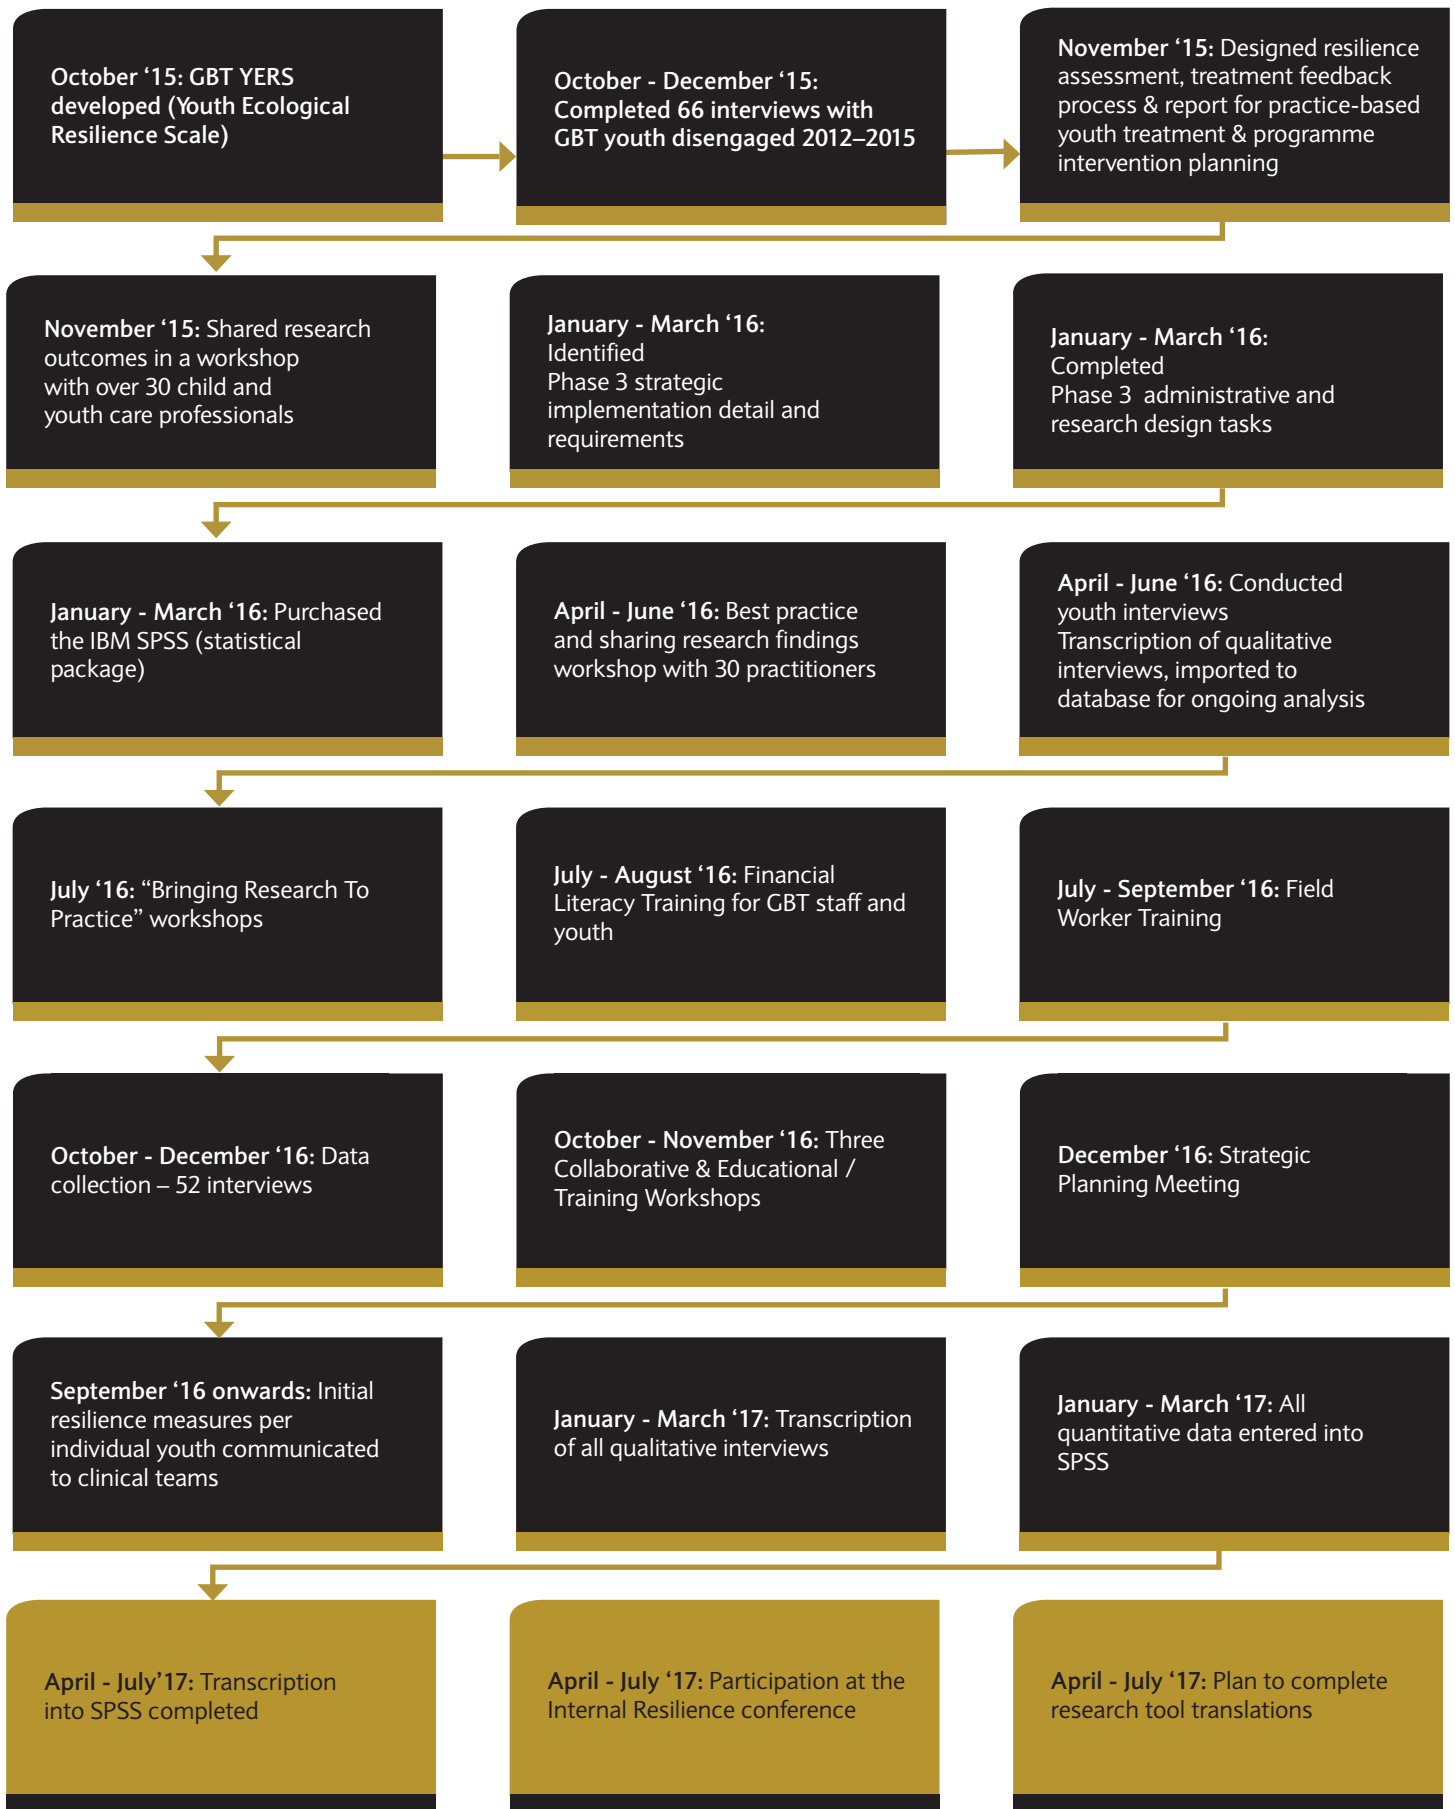 October ‘15: GBT YERS
developed (Youth Ecological
Resilience Scale)
October - December ‘15:
Completed 66 interviews with
GBT youth disengaged 2012–2015
November ‘15: Designed resilience
assessment, treatment feedback
process & report for practice-based
youth treatment & programme
intervention planning
November ‘15: Shared research
outcomes in a workshop
with over 30 child and
youth care professionals
January - March ‘16:
Identified
Phase 3 strategic
implementation detail and
requirements
January - March ‘16:
Completed
Phase 3 administrative and
research design tasks
January - March ‘16: Purchased
the IBM SPSS (statistical
package)
April - June ‘16: Best practice
and sharing research findings
workshop with 30 practitioners
April - June ‘16: Conducted
youth interviews
Transcription of qualitative
interviews, imported to
database for ongoing analysis
July ‘16: “Bringing Research To
Practice” workshops
July - August ‘16: Financial
Literacy Training for GBT staff and
youth
July - September ‘16: Field
Worker Training
October - December ‘16: Data
collection – 52 interviews
October - November ‘16: Three
Collaborative & Educational /
Training Workshops
December ‘16: Strategic
Planning Meeting
September ‘16 onwards: Initial
resilience measures per
individual youth communicated
to clinical teams
January - March ‘17: Transcription
of all qualitative interviews
January - March ‘17: All
quantitative data entered into
SPSS
April - July’17: Transcription
into SPSS completed
April - July ‘17: Participation at the
Internal Resilience conference
April - July ‘17: Plan to complete
research tool translations